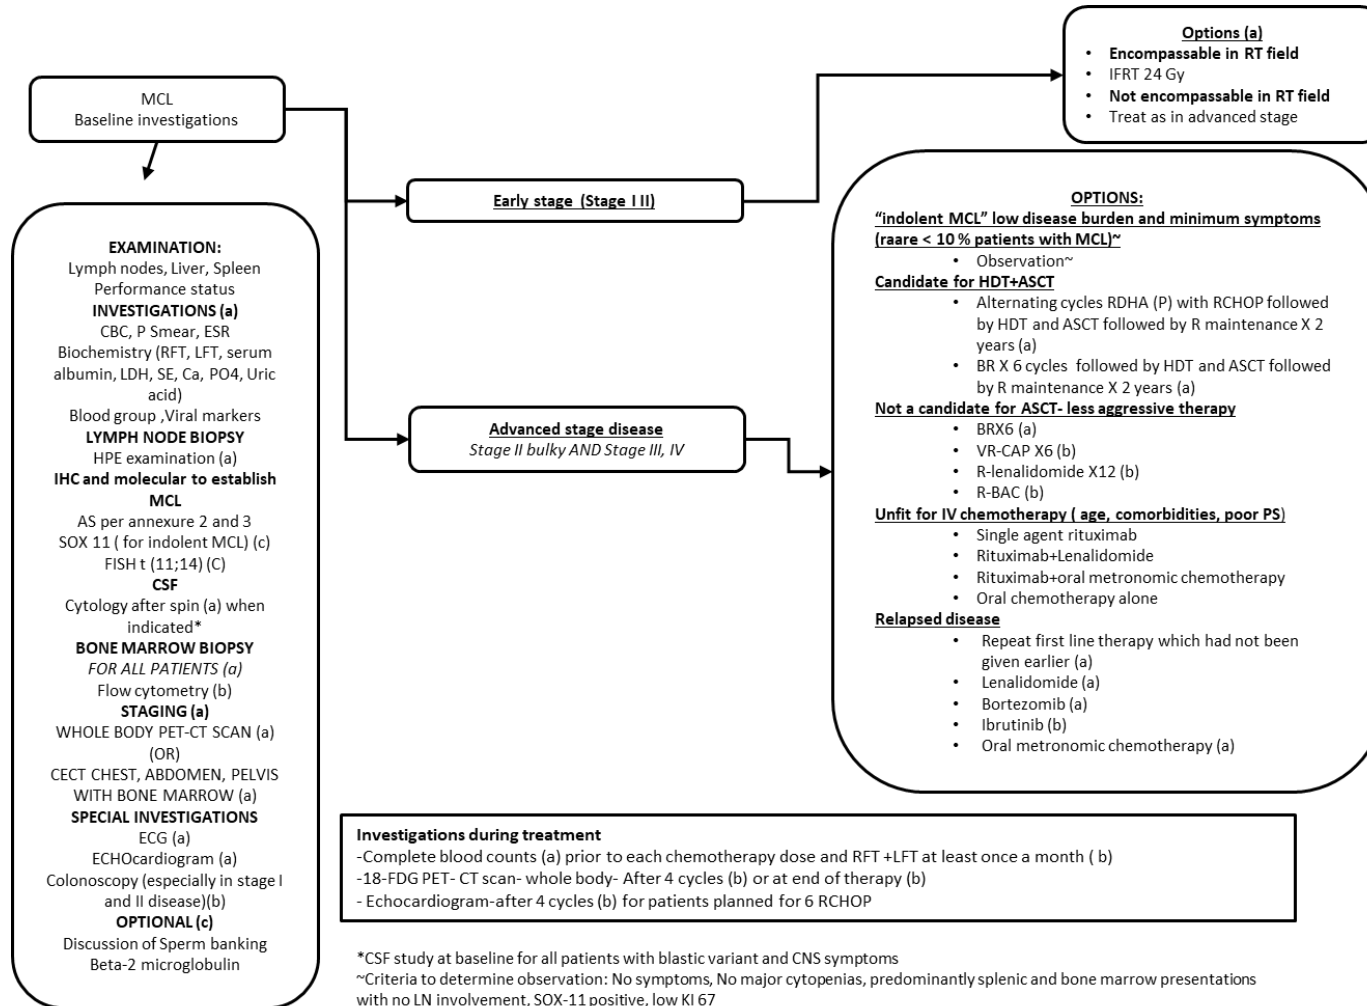 MCL
Baseline investigations
EXAMINATION:
Lymph nodes, Liver, Spleen
Performance status
INVESTIGATIONS (a)
CBC, P Smear, ESR
Biochemistry (RFT, LFT, serum
albumin, LDH, SE, Ca, PO4, Uric
acid)
Blood group ,Viral markers
LYMPH NODE BIOPSY
HPE examination (a)
IHC and molecular to establish
MCL
AS per annexure 2 and 3
SOX 11 ( for indolent MCL) (c)
FISH t (11;14) (C)
CSF
Cytology after spin (a) when
indicated*
BONE MARROW BIOPSY
FOR ALL PATIENTS (a)
Flow cytometry (b)
STAGING (a)
WHOLE BODY PET-CT SCAN (a)
(OR)
CECT CHEST, ABDOMEN, PELVIS
WITH BONE MARROW (a)
SPECIAL INVESTIGATIONS
ECG (a)
ECHOcardiogram (a)
Colonoscopy (especially in stage I
and II disease)(b)
OPTIONAL (c)
Discussion of Sperm banking
Beta-2 microglobulin
Early stage (Stage I II)
Advanced stage disease
Stage II bulky AND Stage III, IV
Options (a)
• Encompassable in RT field
• IFRT 24 Gy
• Not encompassable in RT field
• Treat as in advanced stage
OPTIONS:
“indolent MCL” low disease burden and minimum symptoms
(raare < 10 % patients with MCL)~
• Observation~
Candidate for HDT+ASCT
• Alternating cycles RDHA (P) with RCHOP followed
by HDT and ASCT followed by R maintenance X 2
years (a)
• BR X 6 cycles followed by HDT and ASCT followed
by R maintenance X 2 years (a)
Not a candidate for ASCT- less aggressive therapy
• BRX6 (a)
• VR-CAP X6 (b)
• R-lenalidomide X12 (b)
• R-BAC (b)
Unfit for IV chemotherapy ( age, comorbidities, poor PS)
• Single agent rituximab
• Rituximab+Lenalidomide
• Rituximab+oral metronomic chemotherapy
• Oral chemotherapy alone
Relapsed disease
• Repeat first line therapy which had not been
given earlier (a)
• Lenalidomide (a)
• Bortezomib (a)
• Ibrutinib (b)
• Oral metronomic chemotherapy (a)
Investigations during treatment
-Complete blood counts (a) prior to each chemotherapy dose and RFT +LFT at least once a month ( b)
-18-FDG PET- CT scan- whole body- After 4 cycles (b) or at end of therapy (b)
- Echocardiogram-after 4 cycles (b) for patients planned for 6 RCHOP
*CSF study at baseline for all patients with blastic variant and CNS symptoms
~Criteria to determine observation: No symptoms, No major cytopenias, predominantly splenic and bone marrow presentations
with no LN involvement, SOX-11 positive, low KI 67